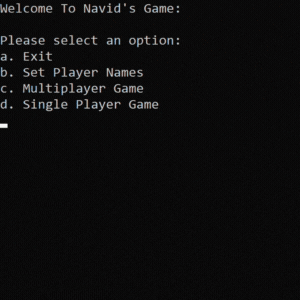 Welcome To Navid's Game:
Please select an option:
a. Exit
b. Set Player Names
c. Multiplayer Game
d. Single Player Game